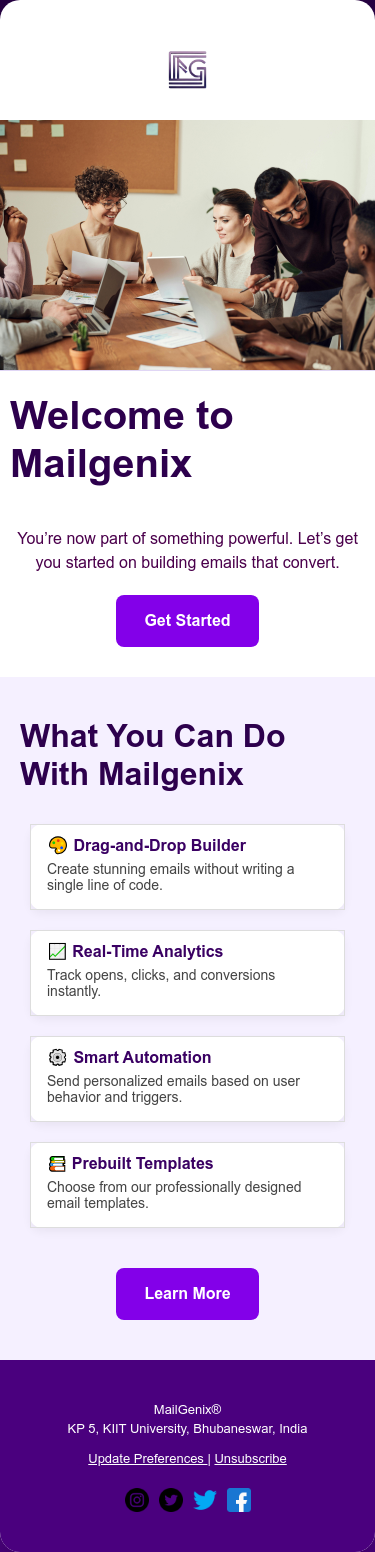 Welcome to
Mailgenix
You’re now part of something powerful. Let’s get
you started on building emails that convert.
Get Started
What You Can Do
With Mailgenix
Drag-and-Drop Builder
Create stunning emails without writing a
single line of code.
Real-Time Analytics
Track opens, clicks, and conversions
instantly.
Smart Automation
Send personalized emails based on user
behavior and triggers.
Prebuilt Templates
Choose from our professionally designed
email templates.
Learn More
MailGenix®
KP 5, KIIT University, Bhubaneswar, India
Update Preferences | Unsubscribe